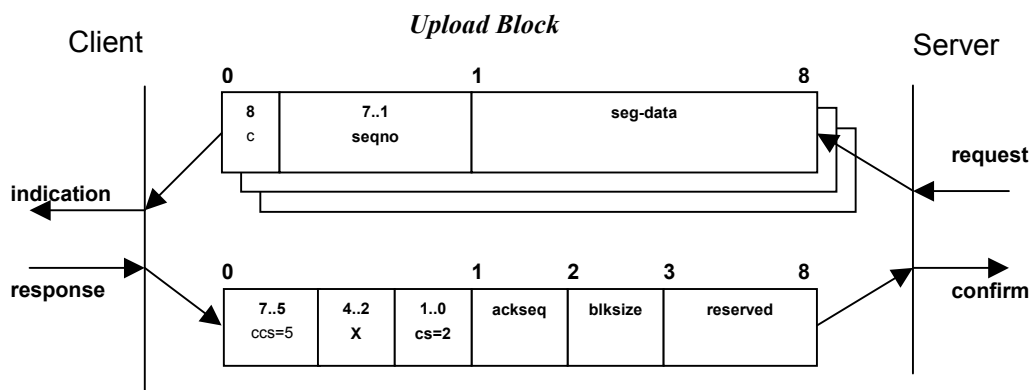 Upload Block
Client
Server
0 1 8
8 7..1 seg-data
c seqno
request
indication
0 1 2 3 8
response
confirm
7..5 4..2 1..0 ackseq blksize reserved
ccs=5 X cs=2